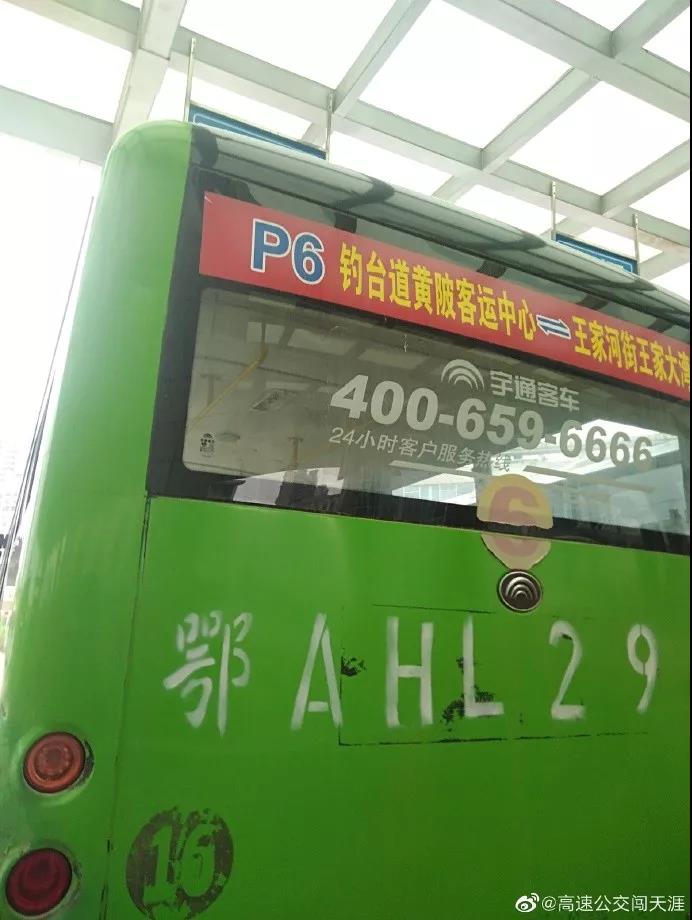 P6 钓台道黄陂客运中心 王家河街王家大湾
宇通客车
400-659-6666
24小时客户服务热线
鄂AHL29
16
@高速公交闯天涯